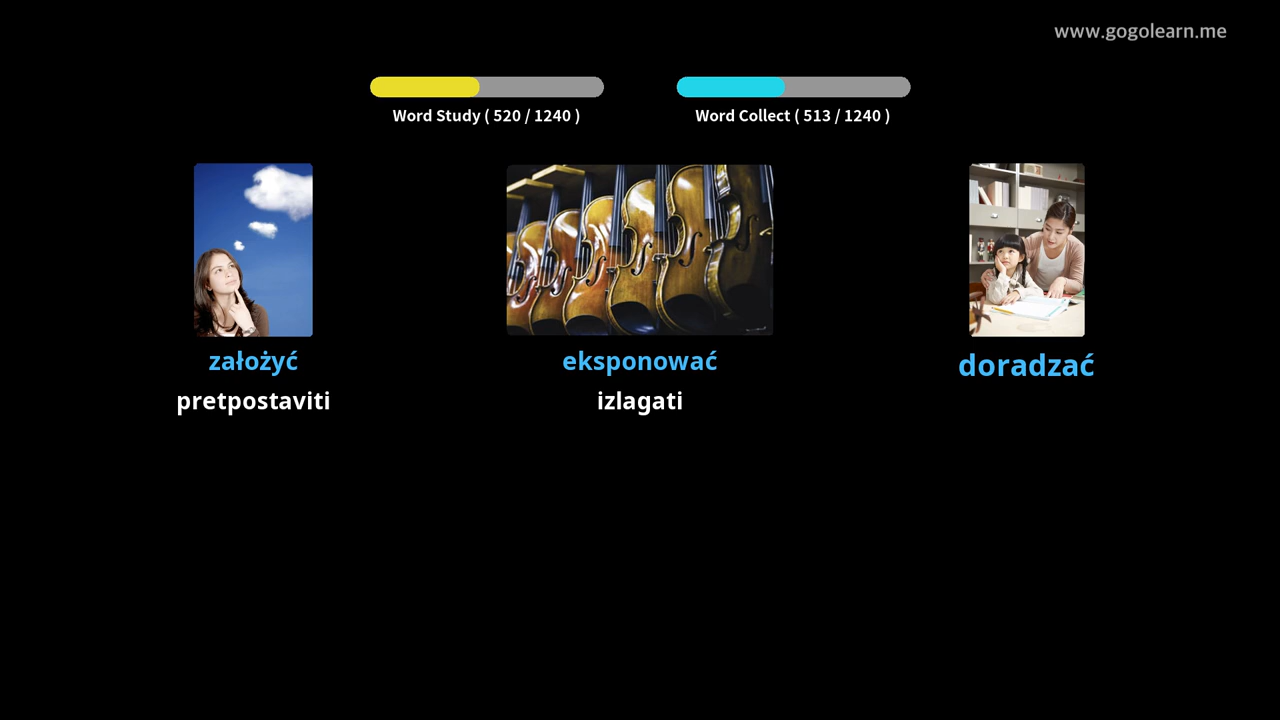 www.gogolearn.me
Word Study ( 520 / 1240 )
Word Collect ( 513 / 1240 )
założyć
eksponować
doradzać
pretpostaviti
izlagati